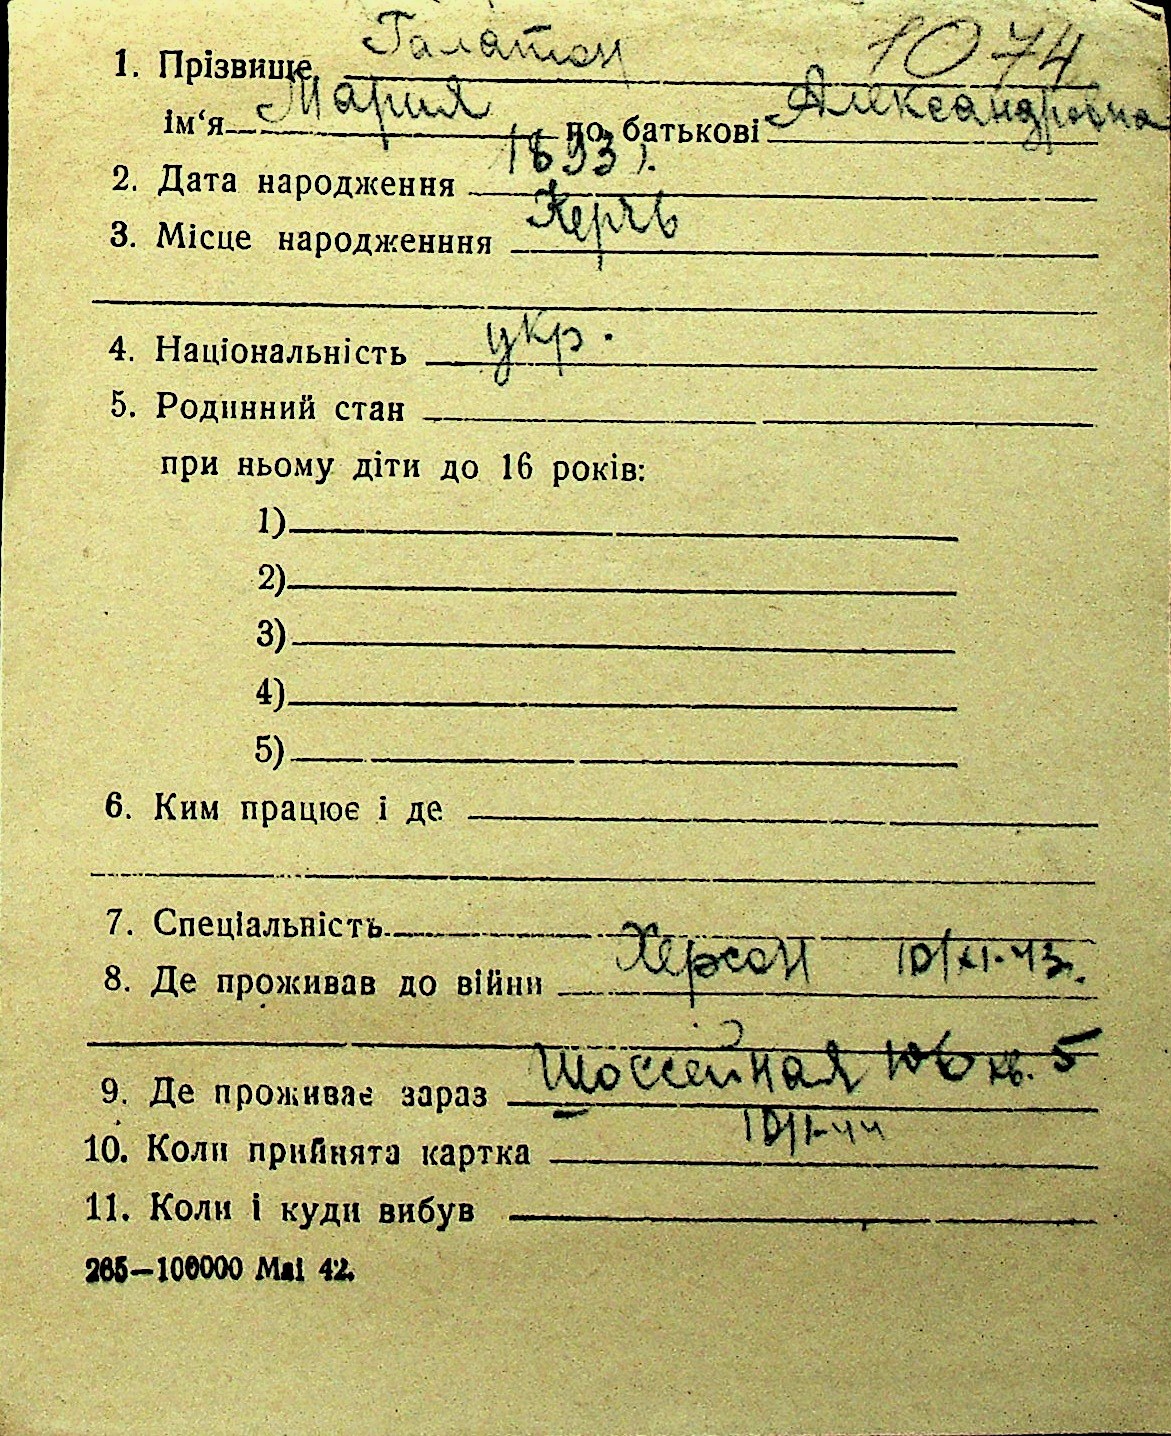 1074
1. Прізвище Галатон
ім‘я Мария по батькові Александровна
2. Дата народження 1893 г.
3. Місце народженння Керчь
4. Національність укр.
5. Родинний стан
при ньому діти до 16 років:
1)
2)
3)
4)
5)
6. Ким працює і де
7. Спеціальність
8. Де проживав до війни Херсон 10/XI-43.
9. Де проживає зараз Шоссейная кв. 5
10. Коли прийнята картка 10/I-44
11. Коли і куди вибув
265—100000 Маі 42.